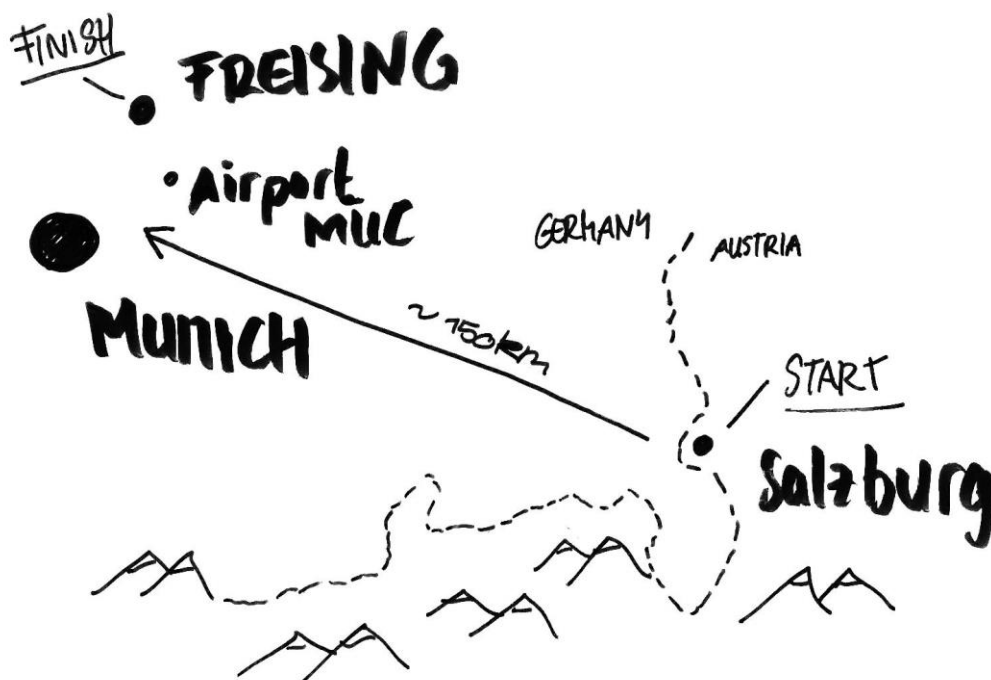 FINISH
FREISING
Airport
MUC
GERMANY
AUSTRIA
MUNICH
~150km
START
Salzburg